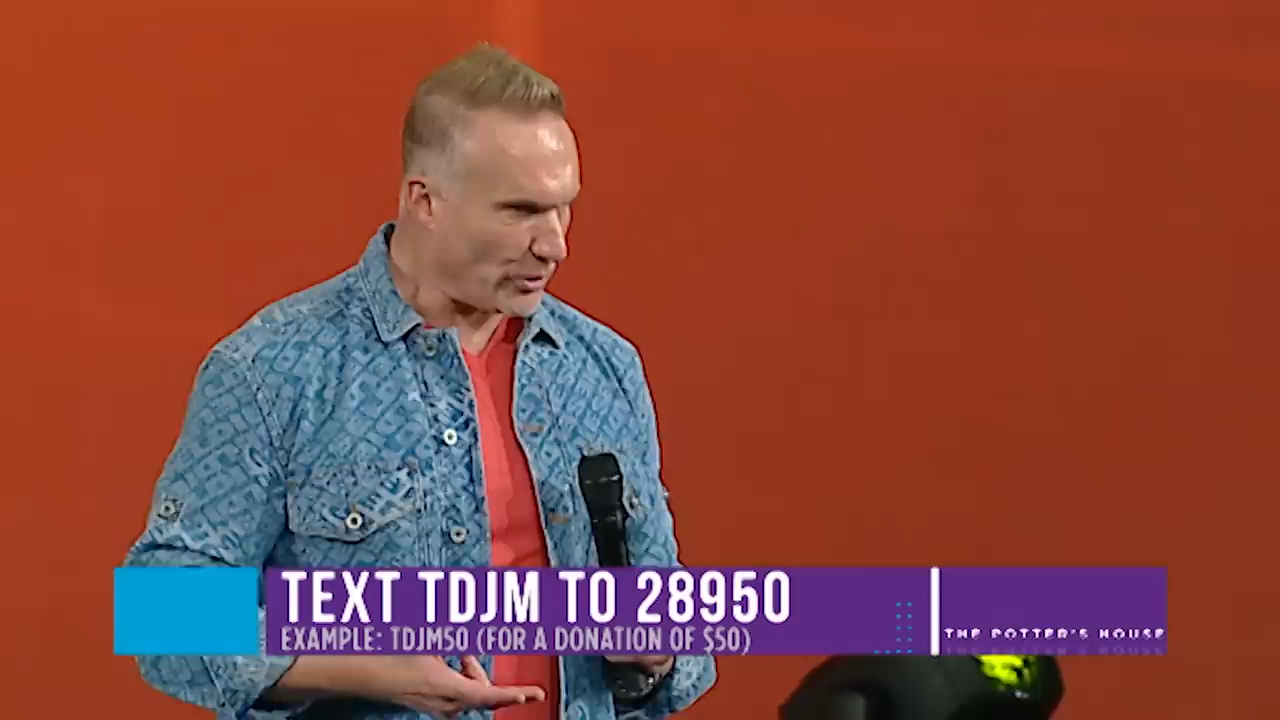 TEXT TDJM TO 28950
EXAMPLE: TDJM50 (FOR A DONATION OF $50)
THE POTTER'S HOUSE